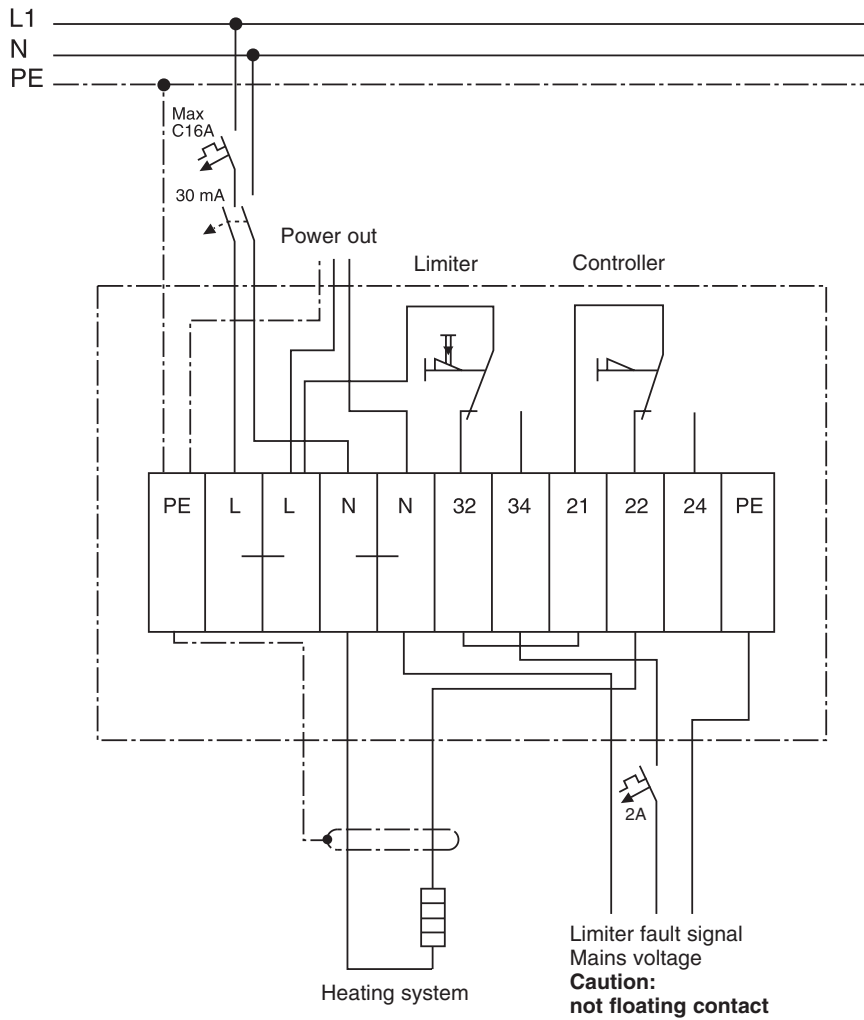 L1
N
PE
Max
C16A
30 mA
Power out
Limiter
Controller
PE L L N N 32 34 21 22 24 PE
2A
Limiter fault signal
Mains voltage
Caution:
not floating contact
Heating system